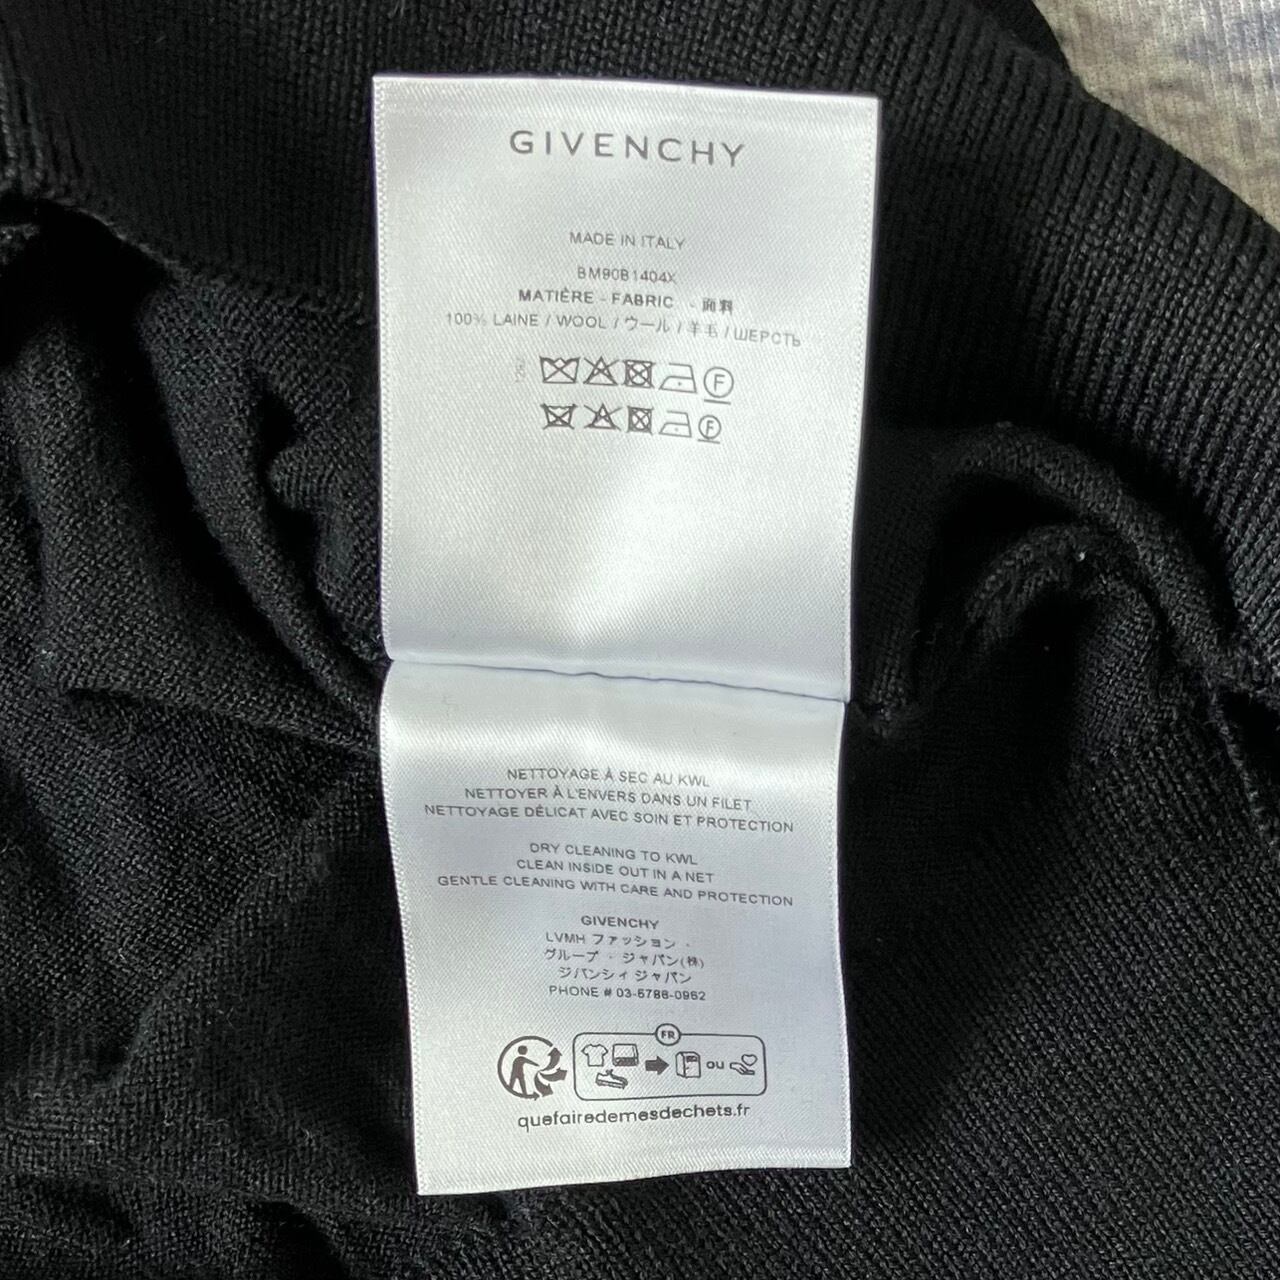 GIVENCHY
MADE IN ITALY
BM90B1404X
MATIÈRE - FABRIC - 面料
100% LAINE / WOOL / ウール / 羊毛 / ШЕРСТЬ
F
F
NETTOYAGE À SEC AU KWL
NETTOYER À L'ENVERS DANS UN FILET
NETTOYAGE DÉLICAT AVEC SOIN ET PROTECTION
DRY CLEANING TO KWL
CLEAN INSIDE OUT IN A NET
GENTLE CLEANING WITH CARE AND PROTECTION
GIVENCHY
LVMH ファッション ・
グループ ・ ジャパン(株)
ジバンシィ ジャパン
PHONE # 03-5786-0962
FR
OU
quefairedemesdechets.fr